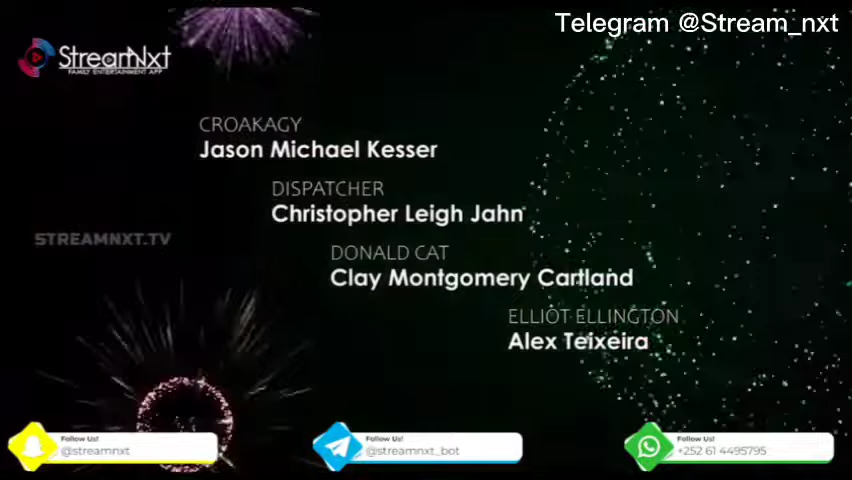 Telegram @Stream_nxt
StreamNxt
FAMILY ENTERTAINMENT APP
CROAKAGY
Jason Michael Kesser
DISPATCHER
Christopher Leigh Jahn
STREAMNXT.TV
DONALD CAT
Clay Montgomery Cartland
ELLIOT ELLINGTON
Alex Teixeira
Follow Us!
@streamnxt
Follow Us!
@streamnxt_bot
Follow Us!
+252 61 4495795